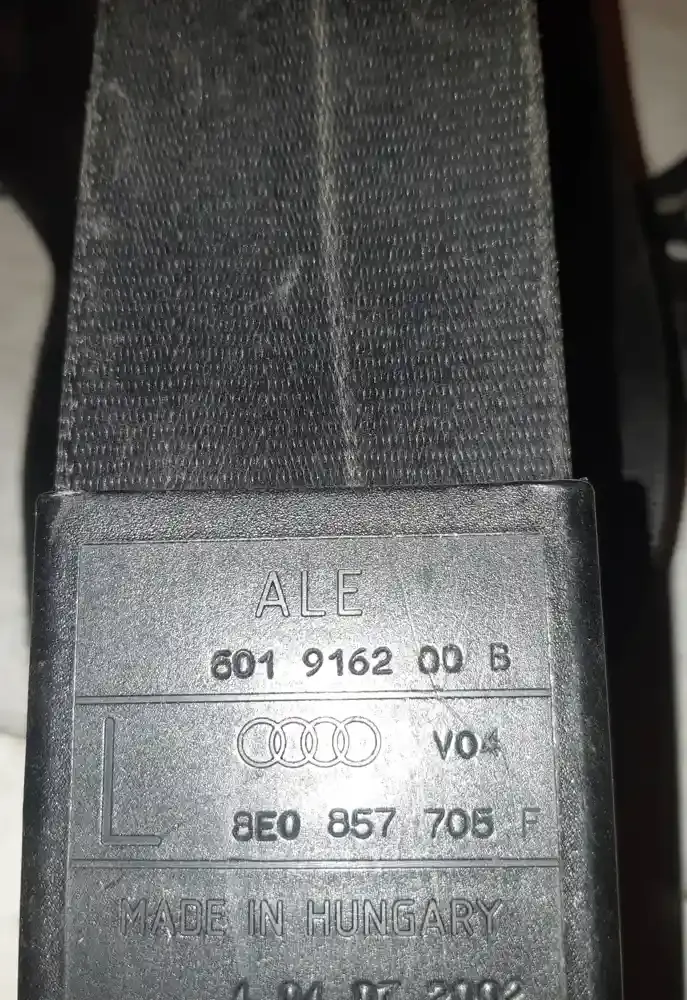 ALE
601 9162 00 B
L
V04
8E0 857 705 F
MADE IN HUNGARY